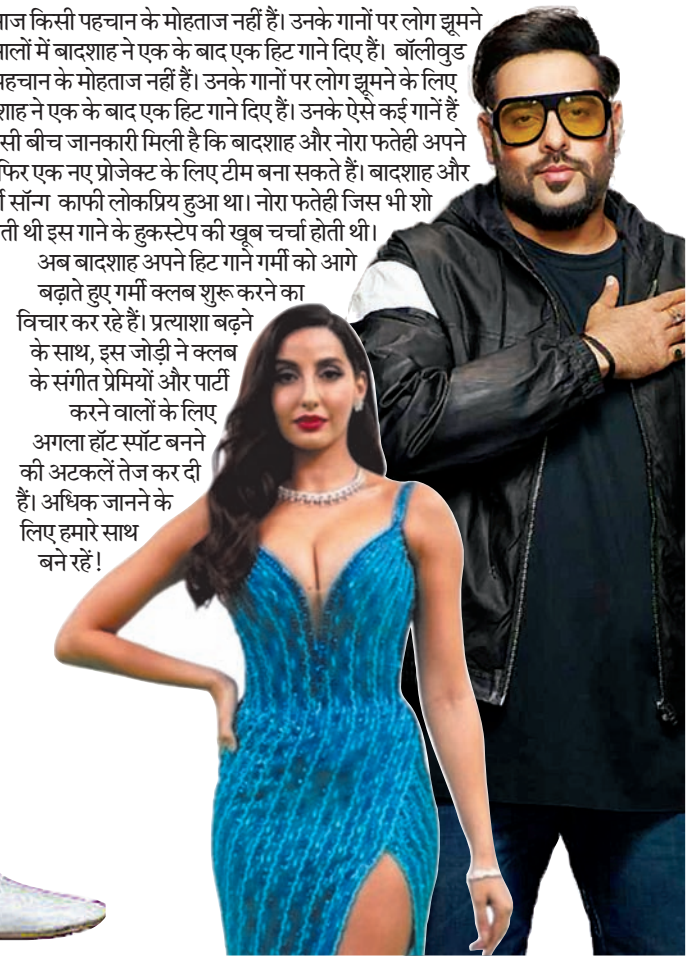 आज किसी पहचान के मोहताज नहीं हैं। उनके गानों पर लोग झूमने
सालों में बादशाह ने एक के बाद एक हिट गाने दिए हैं। बॉलीवुड
पहचान के मोहताज नहीं हैं। उनके गानों पर लोग झूमने के लिए
शाह ने एक के बाद एक हिट गाने दिए हैं। उनके ऐसे कई गानें हैं
सी बीच जानकारी मिली है कि बादशाह और नोरा फतेही अपने
फिर एक नए प्रोजेक्ट के लिए टीम बना सकते हैं। बादशाह और
सॉन्ग काफी लोकप्रिय हुआ था। नोरा फतेही जिस भी शो
ती थी इस गाने के हुकस्टेप की खूब चर्चा होती थी।
अब बादशाह अपने हिट गाने गर्मी को आगे
बढ़ाते हुए गर्मी क्लब शुरू करने का
विचार कर रहे हैं। प्रत्याशा बढ़ने
के साथ, इस जोड़ी ने क्लब
के संगीत प्रेमियों और पार्टी
करने वालों के लिए
अगला हॉट स्पॉट बनने
की अटकलें तेज कर दी
हैं। अधिक जानने के
लिए हमारे साथ
बने रहें!